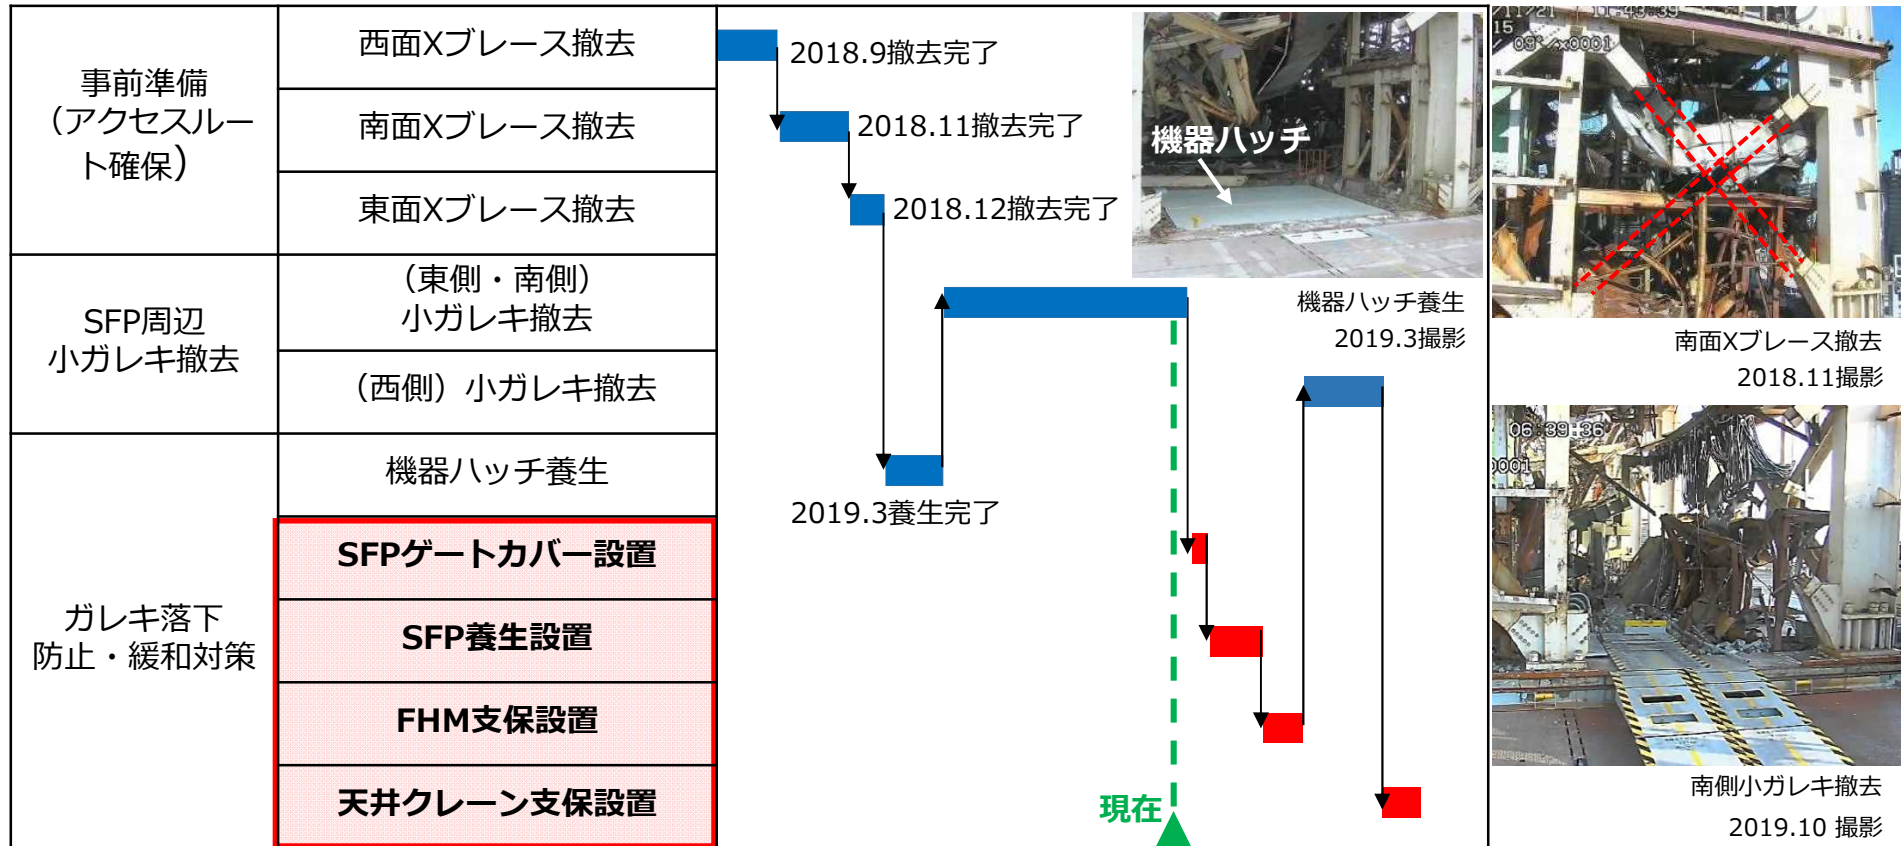 事前準備
（アクセスルー
ト確保）
西面Xブレース撤去
2018.9撤去完了
南面Xブレース撤去
2018.11撤去完了
東面Xブレース撤去
2018.12撤去完了
SFP周辺
小ガレキ撤去
（東側・南側）
小ガレキ撤去
（西側）小ガレキ撤去
ガレキ落下
防止・緩和対策
機器ハッチ養生
2019.3養生完了
SFPゲートカバー設置
SFP養生設置
FHM支保設置
天井クレーン支保設置
現在
機器ハッチ
機器ハッチ養生
2019.3撮影
11:43:39
15
南面Xブレース撤去
2018.11撮影
06:39:36
0001
南側小ガレキ撤去
2019.10 撮影